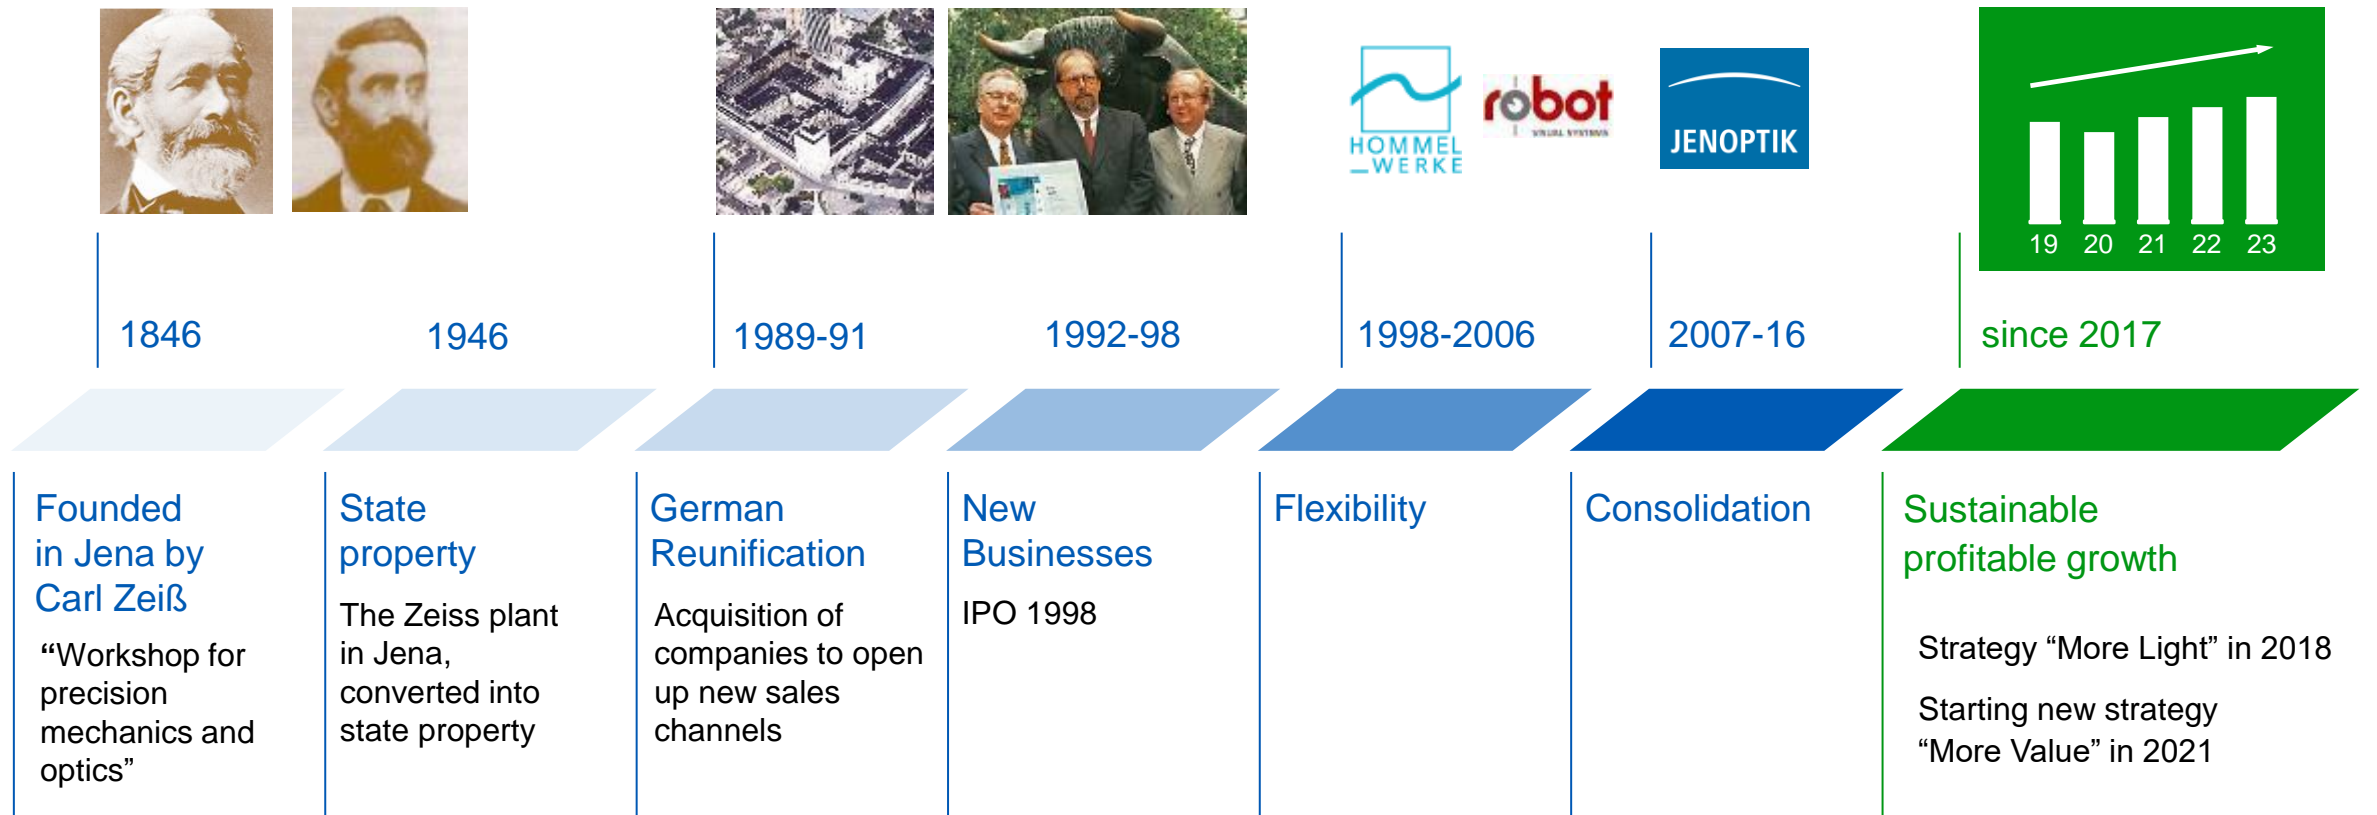 HOMMEL
_WERKE
robot
VISUAL SYSTEMS
JENOPTIK
19 20 21 22 23
1846
1946
1989-91
1992-98
1998-2006
2007-16
since 2017
Founded
in Jena by
Carl Zeiß
“Workshop for
precision
mechanics and
optics”
State
property
The Zeiss plant
in Jena,
converted into
state property
German
Reunification
Acquisition of
companies to open
up new sales
channels
New
Businesses
IPO 1998
Flexibility
Consolidation
Sustainable
profitable growth
Strategy “More Light” in 2018
Starting new strategy
“More Value” in 2021